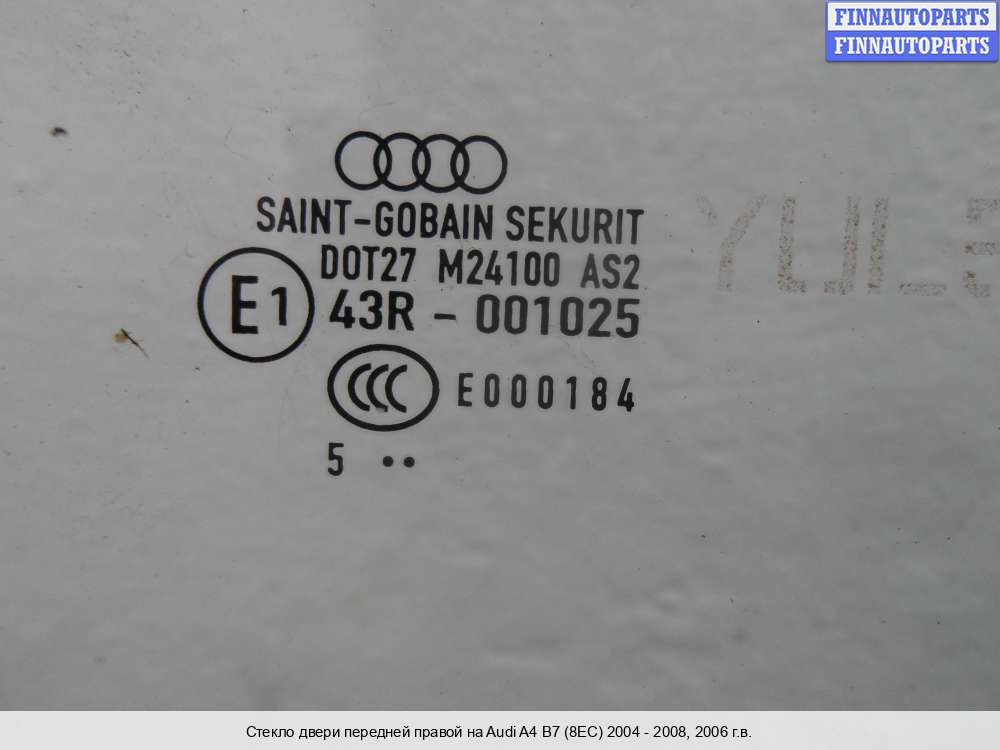 FINNAUTOPARTS
FINNAUTOPARTS
SAINT-GOBAIN SEKURIT
DOT27 M24100 AS2
E1 43R - 001025
CCC E000184
5 ••
Стекло двери передней правой на Audi A4 B7 (8EC) 2004 - 2008, 2006 г.в.